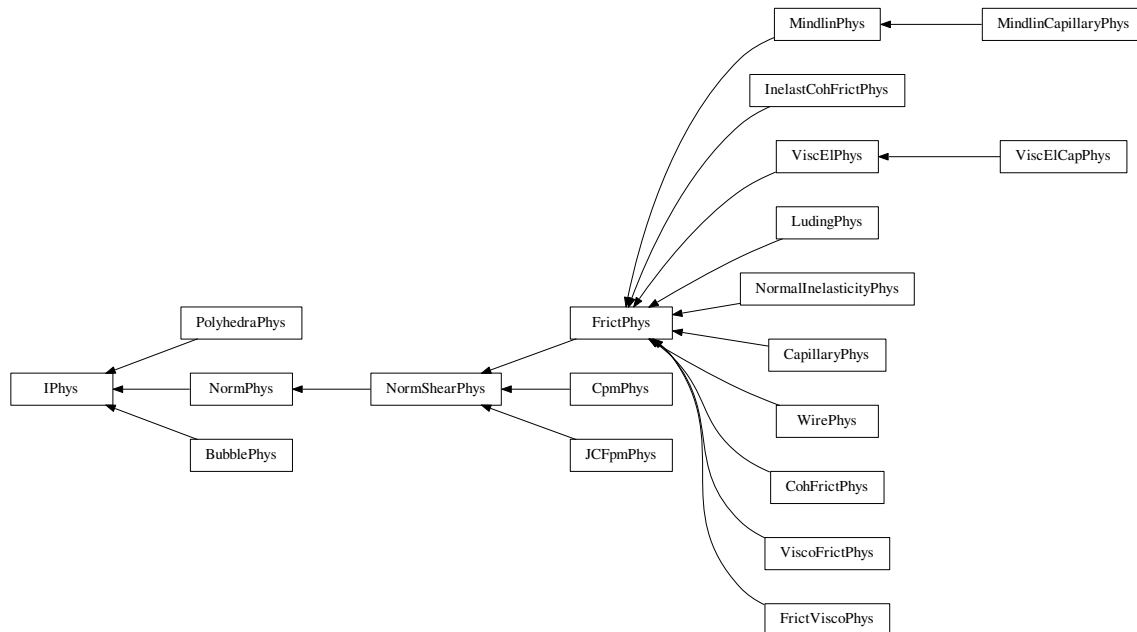 MindlinPhys
MindlinCapillaryPhys
InelastCohFrictPhys
ViscElPhys
ViscElCapPhys
LudingPhys
NormalInelasticityPhys
PolyhedraPhys
FrictPhys
CapillaryPhys
IPhys
NormPhys
NormShearPhys
CpmPhys
WirePhys
BubblePhys
JCFpmPhys
CohFrictPhys
ViscoFrictPhys
FrictViscoPhys